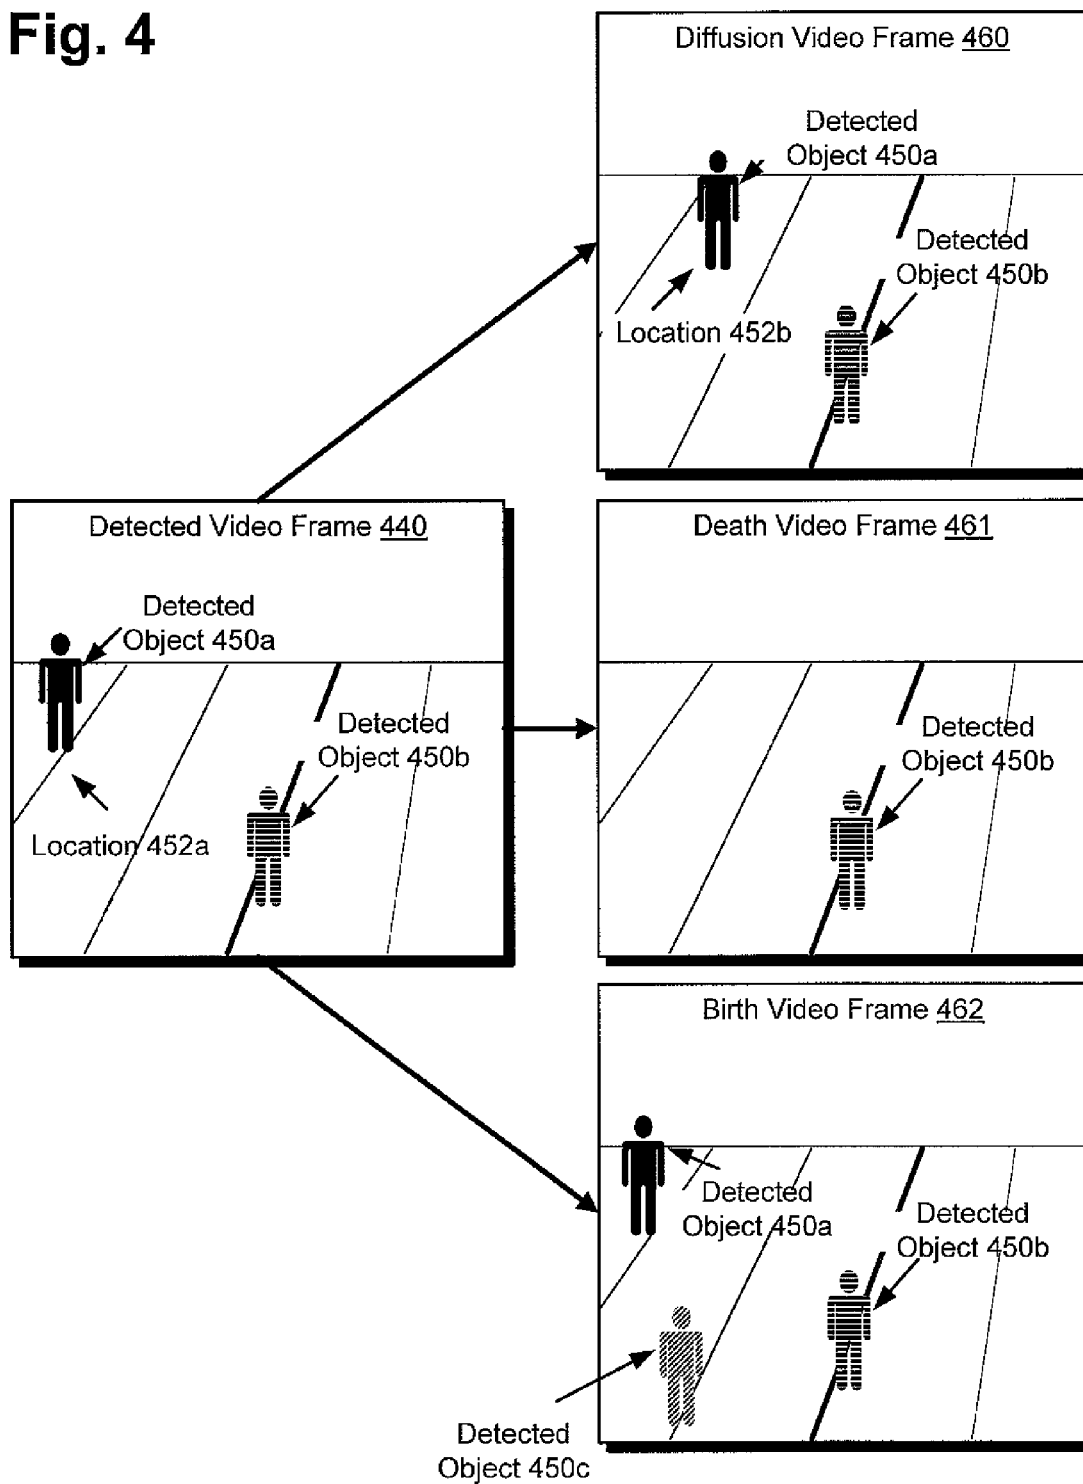 Fig. 4
Diffusion Video Frame 460
Detected
Object 450a
Detected
Object 450b
Location 452b
Detected Video Frame 440
Detected
Object 450a
Detected
Object 450b
Location 452a
Death Video Frame 461
Detected
Object 450b
Birth Video Frame 462
Detected
Object 450a
Detected
Object 450b
Detected
Object 450c